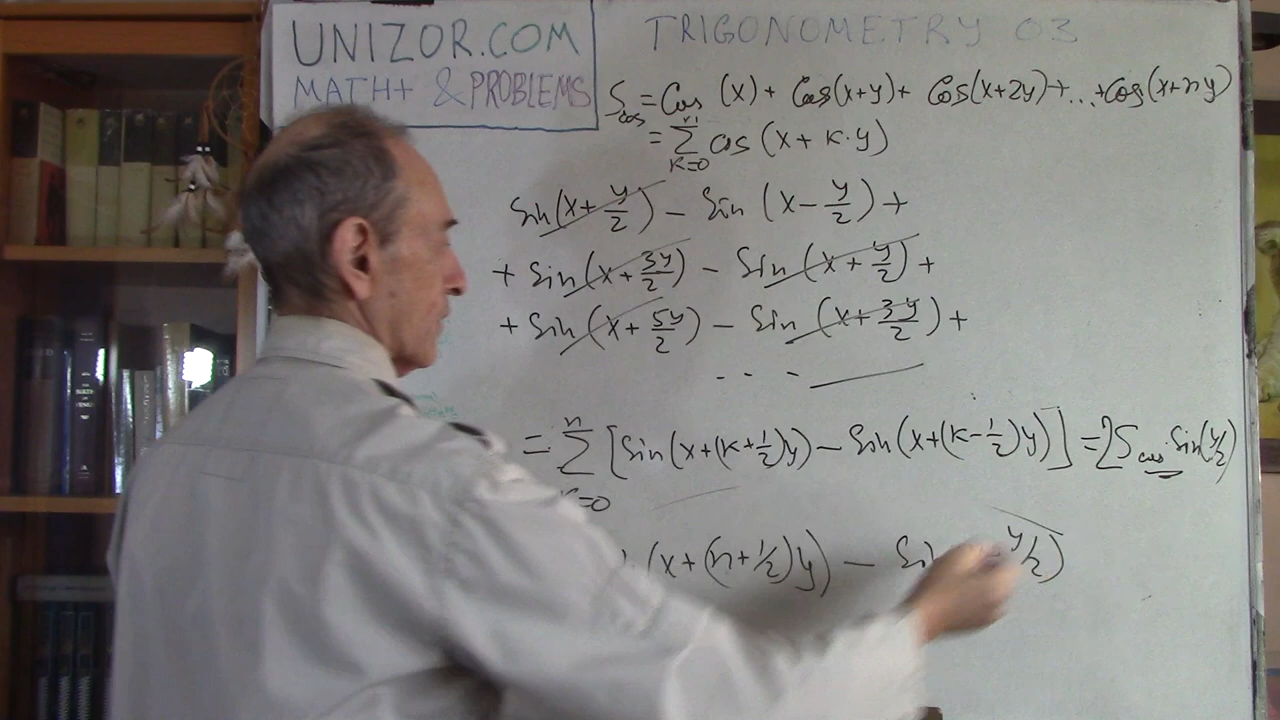 UNIZOR.COM
MATH+ & PROBLEMS
TRIGONOMETRY 03
S_cos = Cos (x) + Cos(x+y) + Cos(x+2y) + ... + Cos(x+ny)
= Σ_{K=0}^{n} cos (x + K·y)
Sin(x + y/2) − Sin (x − y/2) +
+ Sin(x + 3y/2) − Sin (x + y/2) +
+ Sin (x + 5y/2) − Sin (x + 3y/2) +
. . .
= Σ_{K=0}^{n} [Sin(x+(K+1/2)y) − Sin(x+(K−1/2)y)] = 2S_cos·Sin(y/2)
(x+(n+1/2)y) − Si y/2)